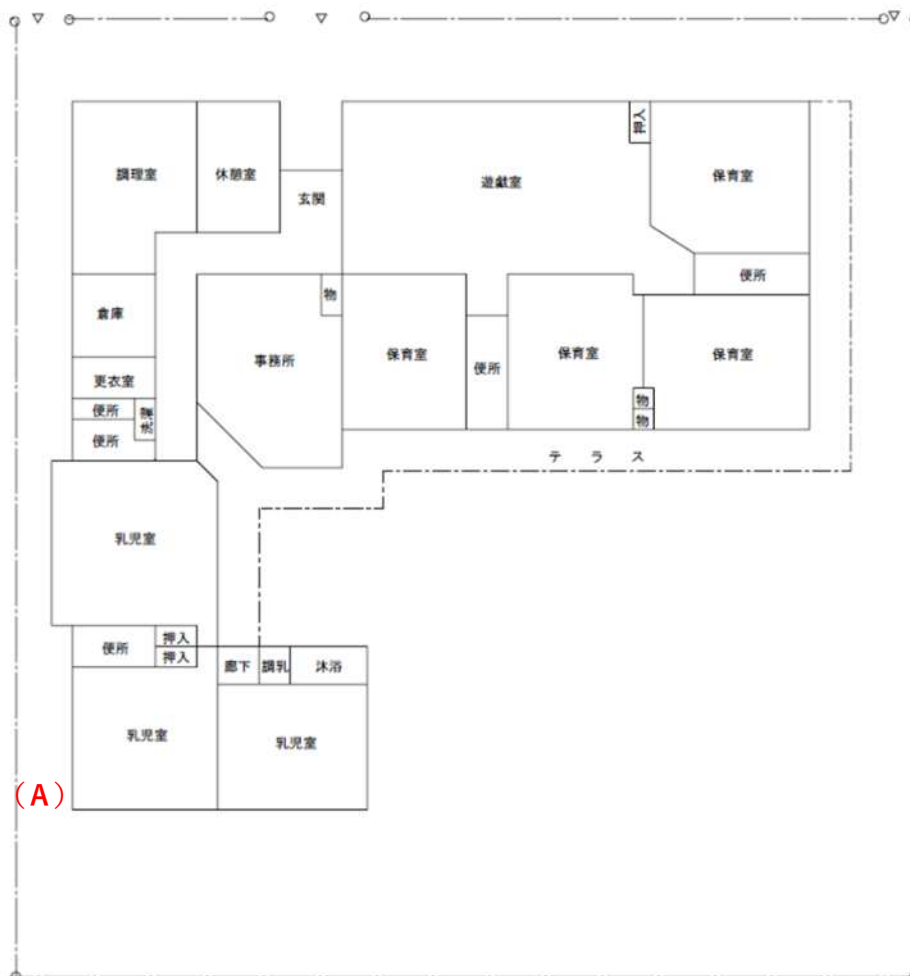 押入
調理室
休憩室
遊戯室
保育室
玄関
便所
物
倉庫
事務所
保育室
便所
保育室
保育室
更衣室
便所
便所
物
物
テラス
乳児室
便所
押入
押入
廊下
調乳
沐浴
乳児室
乳児室
(A)